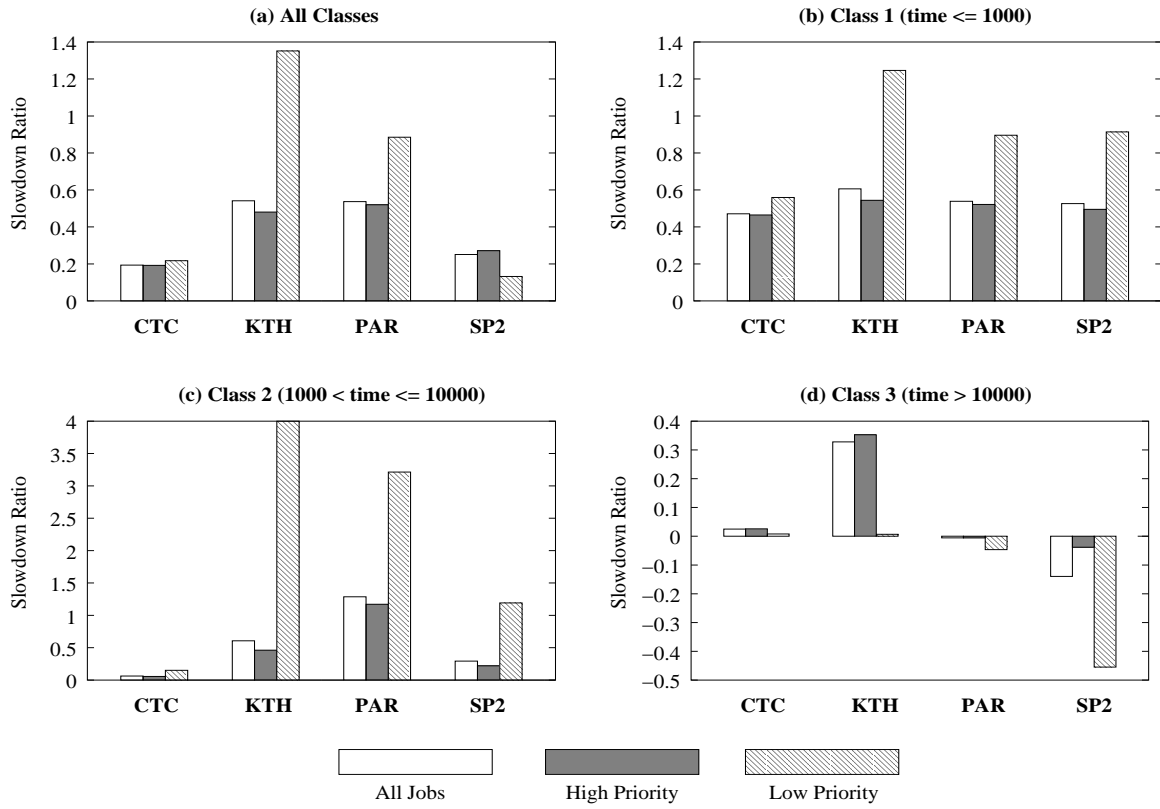 (a) All Classes
1.4
1.2
1
0.8
0.6
0.4
0.2
0
Slowdown Ratio
CTC KTH PAR SP2
(b) Class 1 (time <= 1000)
1.4
1.2
1
0.8
0.6
0.4
0.2
0
Slowdown Ratio
CTC KTH PAR SP2
(c) Class 2 (1000 < time <= 10000)
4
3.5
3
2.5
2
1.5
1
0.5
0
Slowdown Ratio
CTC KTH PAR SP2
(d) Class 3 (time > 10000)
0.4
0.3
0.2
0.1
0
−0.1
−0.2
−0.3
−0.4
−0.5
Slowdown Ratio
CTC KTH PAR SP2
All Jobs High Priority Low Priority